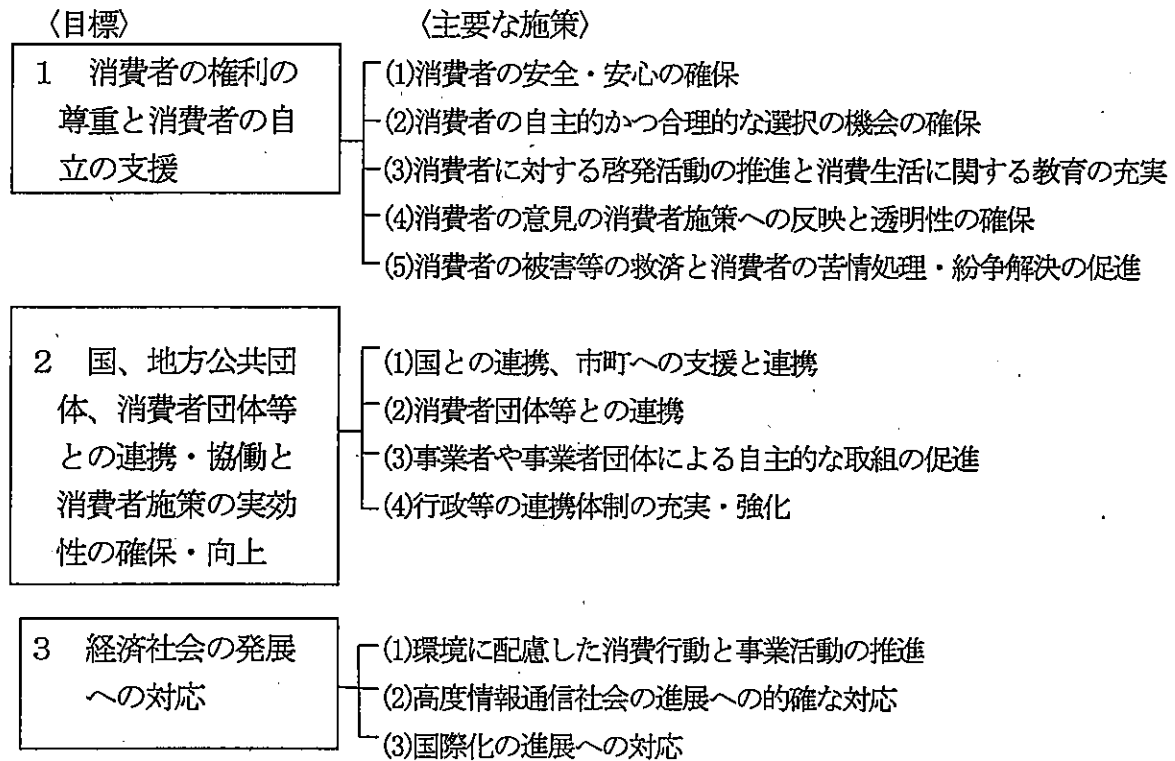 〈目標〉 〈主要な施策〉
1 消費者の権利の
尊重と消費者の自
立の支援
(1)消費者の安全・安心の確保
(2)消費者の自主的かつ合理的な選択の機会の確保
(3)消費者に対する啓発活動の推進と消費生活に関する教育の充実
(4)消費者の意見の消費者施策への反映と透明性の確保
(5)消費者の被害等の救済と消費者の苦情処理・紛争解決の促進
2 国、地方公共団
体、消費者団体等
との連携・協働と
消費者施策の実効
性の確保・向上
(1)国との連携、市町への支援と連携
(2)消費者団体等との連携
(3)事業者や事業者団体による自主的な取組の促進
(4)行政等の連携体制の充実・強化
3 経済社会の発展
への対応
(1)環境に配慮した消費行動と事業活動の推進
(2)高度情報通信社会の進展への的確な対応
(3)国際化の進展への対応